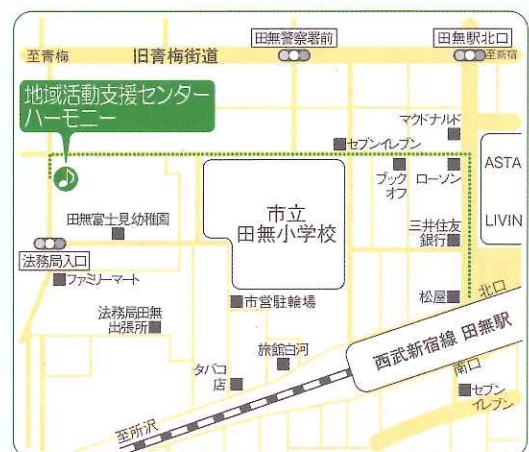 田無警察署前
田無駅北口
至青梅
旧青梅街道
至新宿
地域活動支援センター
ハーモニー
マクドナルド
セブンイレブン
ブック
オフ
ローソン
ASTA
LIVIN
市立
田無小学校
三井住友
銀行
田無富士見幼稚園
法務局入口
ファミリーマート
法務局田無
出張所
市営駐輪場
松屋
北口
旅館白河
タバコ
店
西武新宿線 田無駅
南口
セブン
イレブン
至所沢